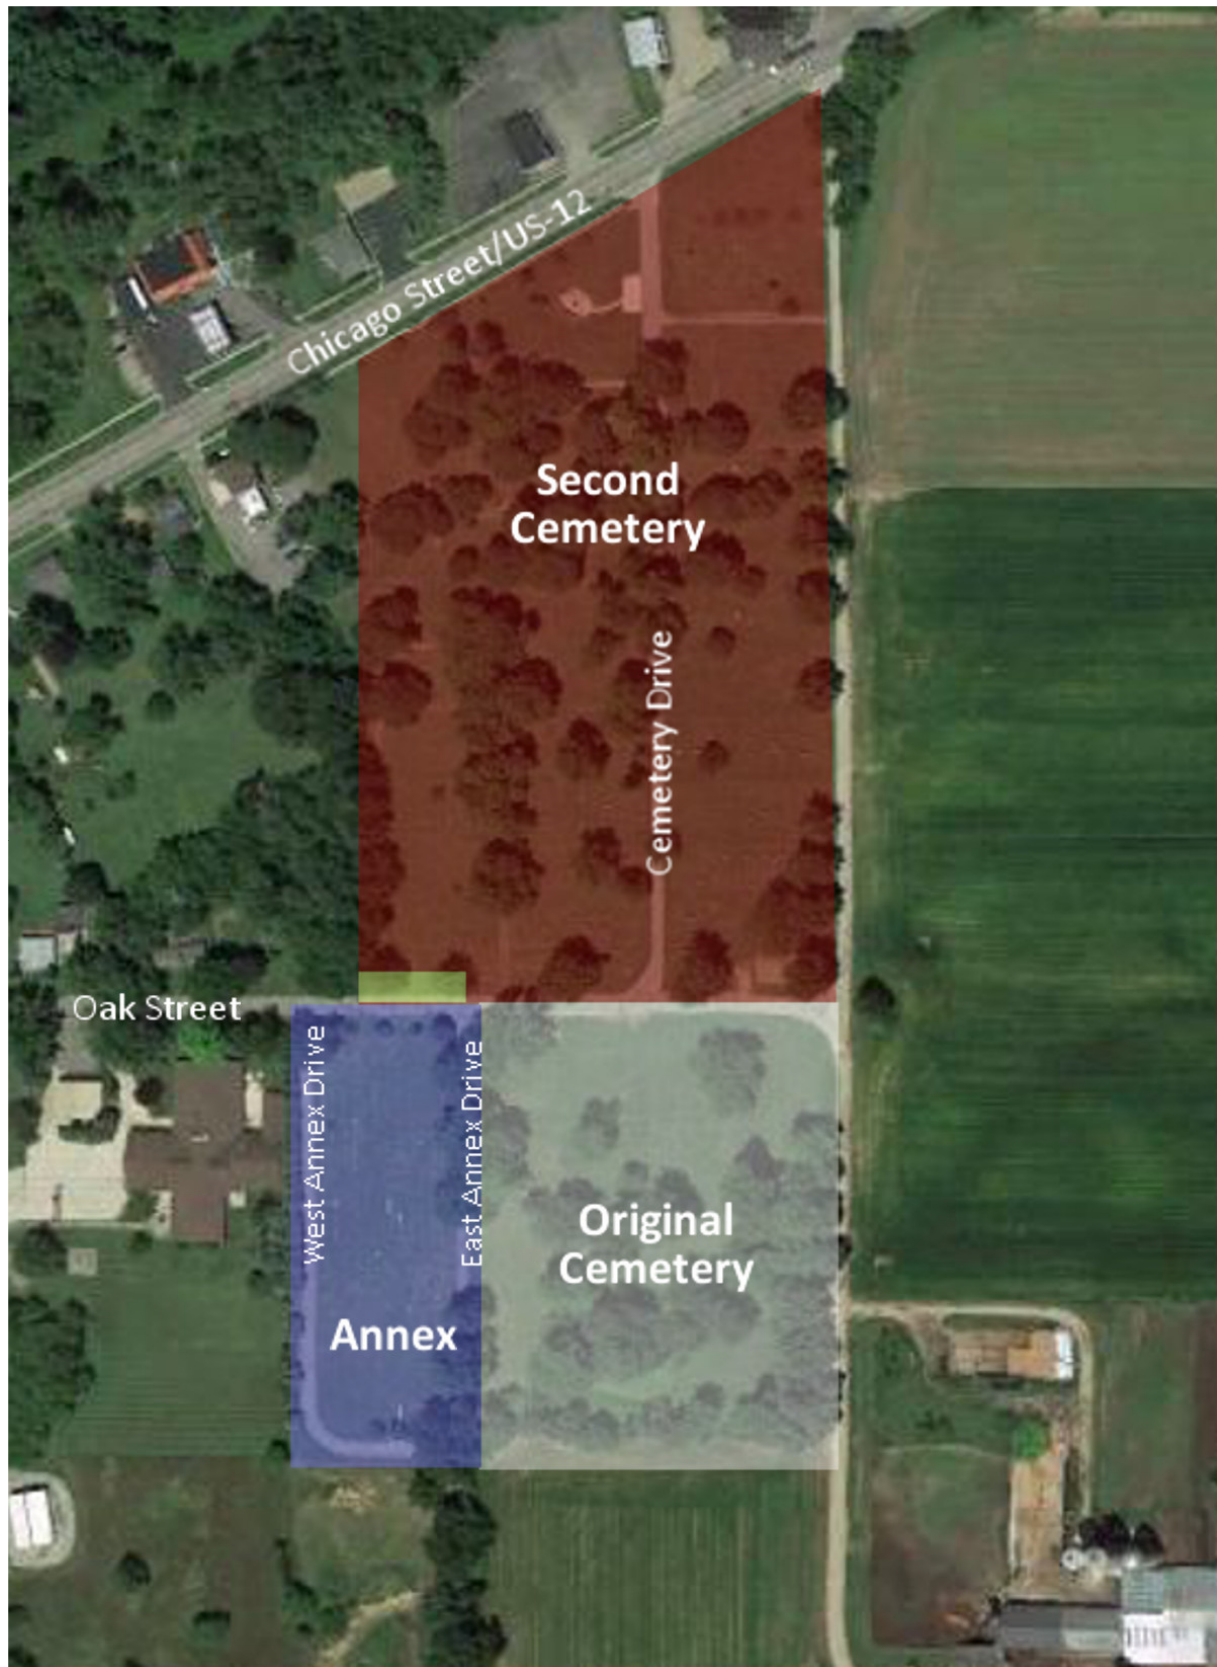 Chicago Street/US-12
Second
Cemetery
Cemetery Drive
Oak Street
West Annex Drive
East Annex Drive
Original
Cemetery
Annex